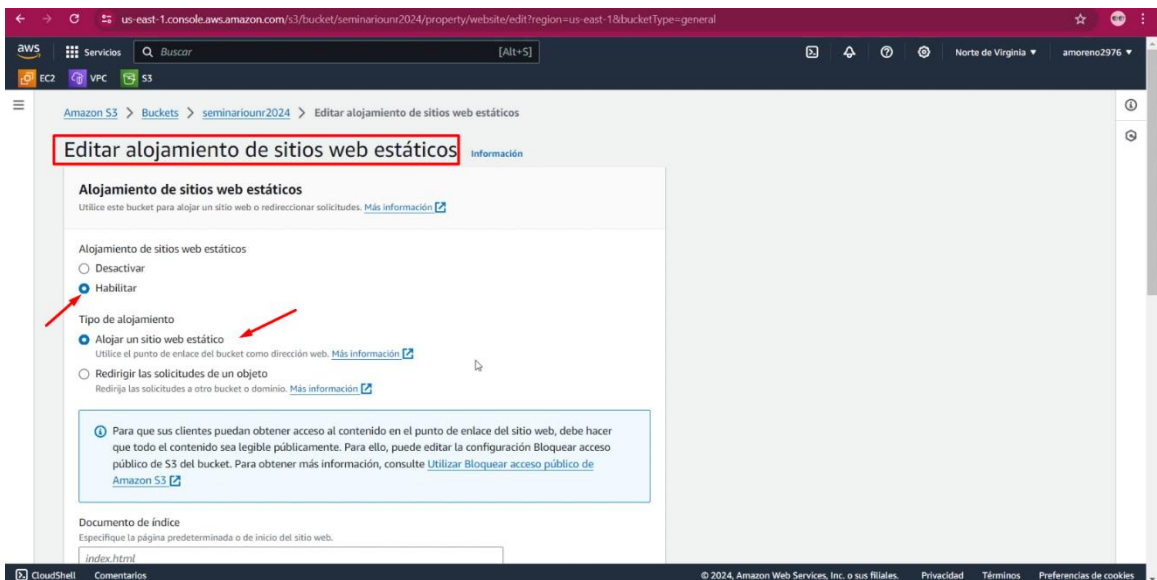 us-east-1.console.aws.amazon.com/s3/bucket/seminariounr2024/property/website/edit?region=us-east-1&bucketType=general
aws Servicios Buscar [Alt+S] Norte de Virginia amoreno2976
EC2 VPC S3
Amazon S3 > Buckets > seminariounr2024 > Editar alojamiento de sitios web estáticos
Editar alojamiento de sitios web estáticos Información
Alojamiento de sitios web estáticos
Utilice este bucket para alojar un sitio web o redireccionar solicitudes. Más información
Alojamiento de sitios web estáticos
Desactivar
Habilitar
Tipo de alojamiento
Alojar un sitio web estático
Utilice el punto de enlace del bucket como dirección web. Más información
Redirigir las solicitudes de un objeto
Redirija las solicitudes a otro bucket o dominio. Más información
Para que sus clientes puedan obtener acceso al contenido en el punto de enlace del sitio web, debe hacer
que todo el contenido sea legible públicamente. Para ello, puede editar la configuración Bloquear acceso
público de S3 del bucket. Para obtener más información, consulte Utilizar Bloquear acceso público de
Amazon S3
Documento de índice
Especifique la página predeterminada o de inicio del sitio web.
index.html
CloudShell Comentarios © 2024, Amazon Web Services, Inc. o sus filiales. Privacidad Términos Preferencias de cookies